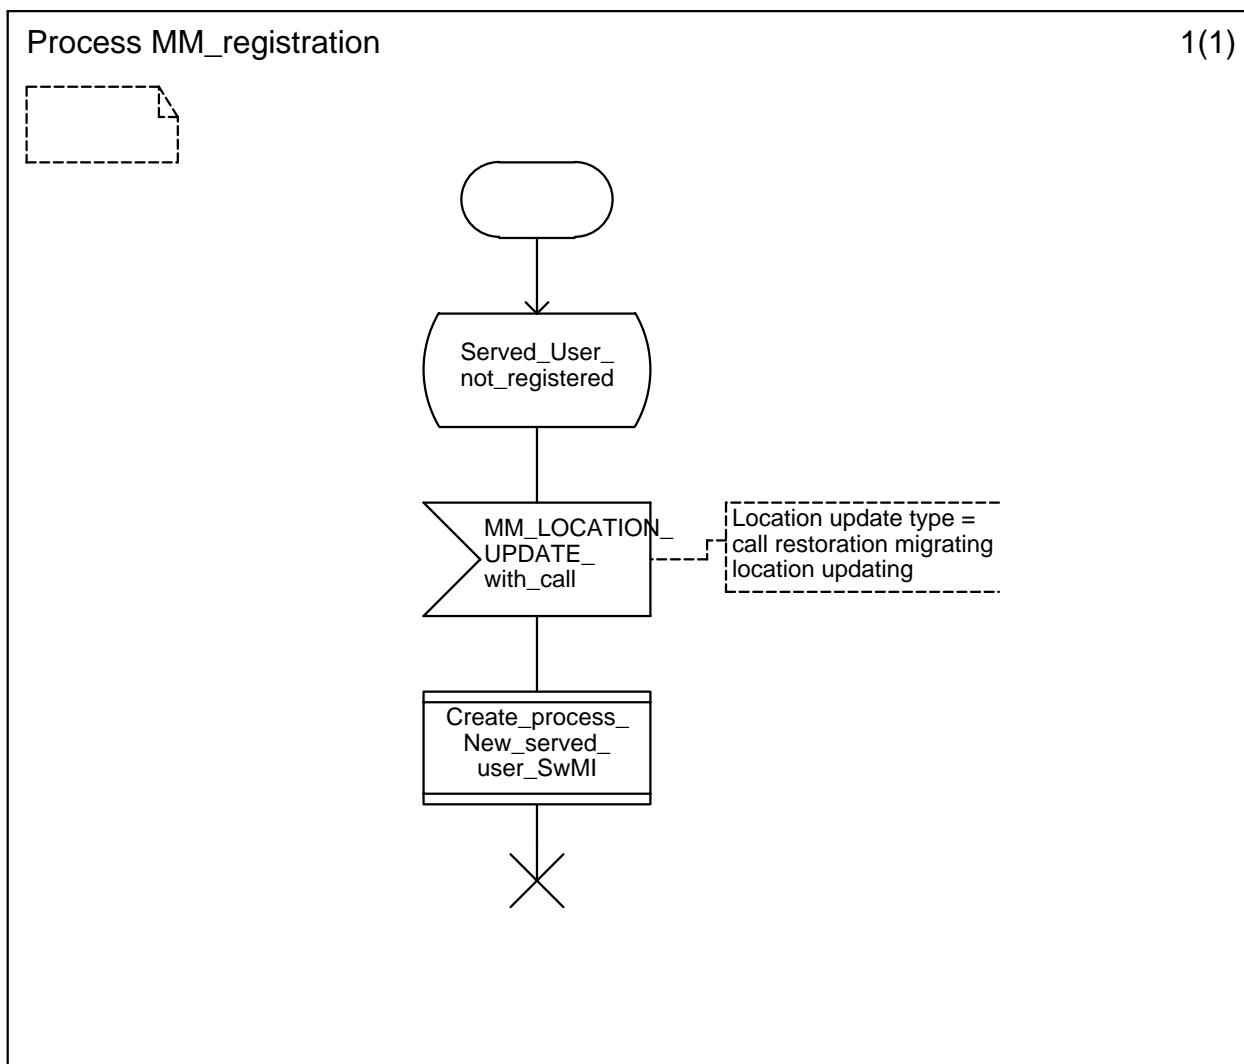 Process MM_registration
1(1)
Served_User_
not_registered
MM_LOCATION_
UPDATE_
with_call
Location update type =
call restoration migrating
location updating
Create_process_
New_served_
user_SwMI